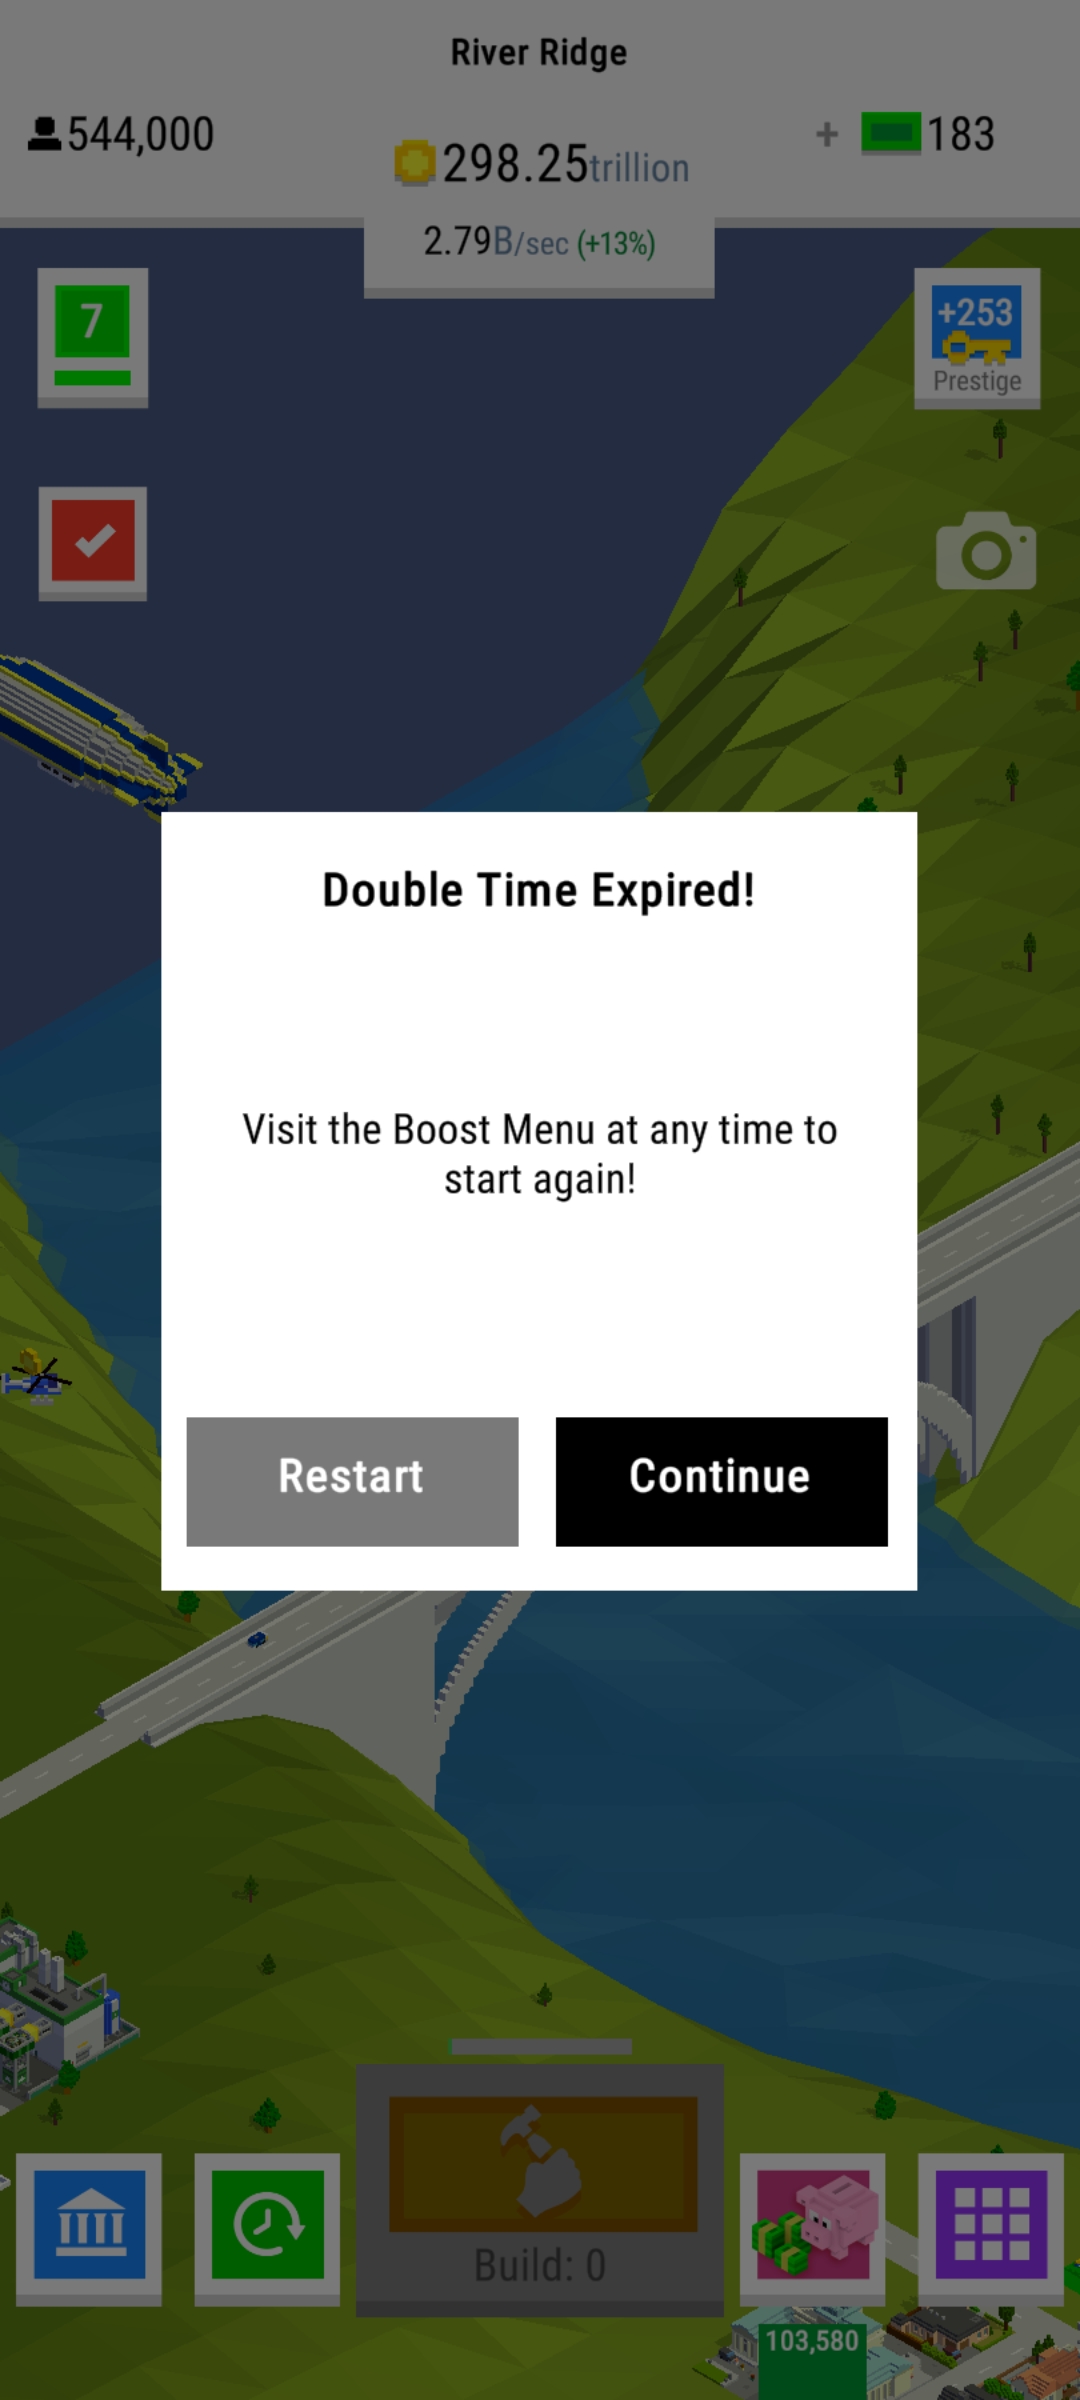 River Ridge
544,000
298.25trillion
+ 183
2.79B/sec (+13%)
7
+253
Prestige
Double Time Expired!
Visit the Boost Menu at any time to
start again!
Restart
Continue
Build: 0
103,580